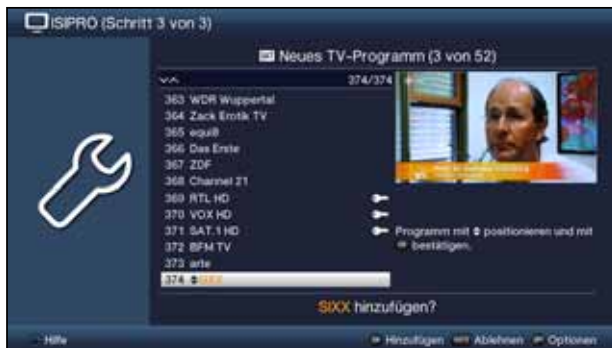 ISIPRO (Schritt 3 von 3)
Neues TV-Programm (3 von 52)
374/374
363 WDR Wuppertal
364 Zack Erotik TV
365 equi8
366 Das Erste
367 ZDF
368 Channel 21
369 RTL HD
370 VOX HD
371 SAT.1 HD
372 BFM TV
373 arte
374 SIXX
Programm mit positionieren und mit
bestätigen.
SIXX hinzufügen?
Hilfe
Hinzufügen Ablehnen Optionen